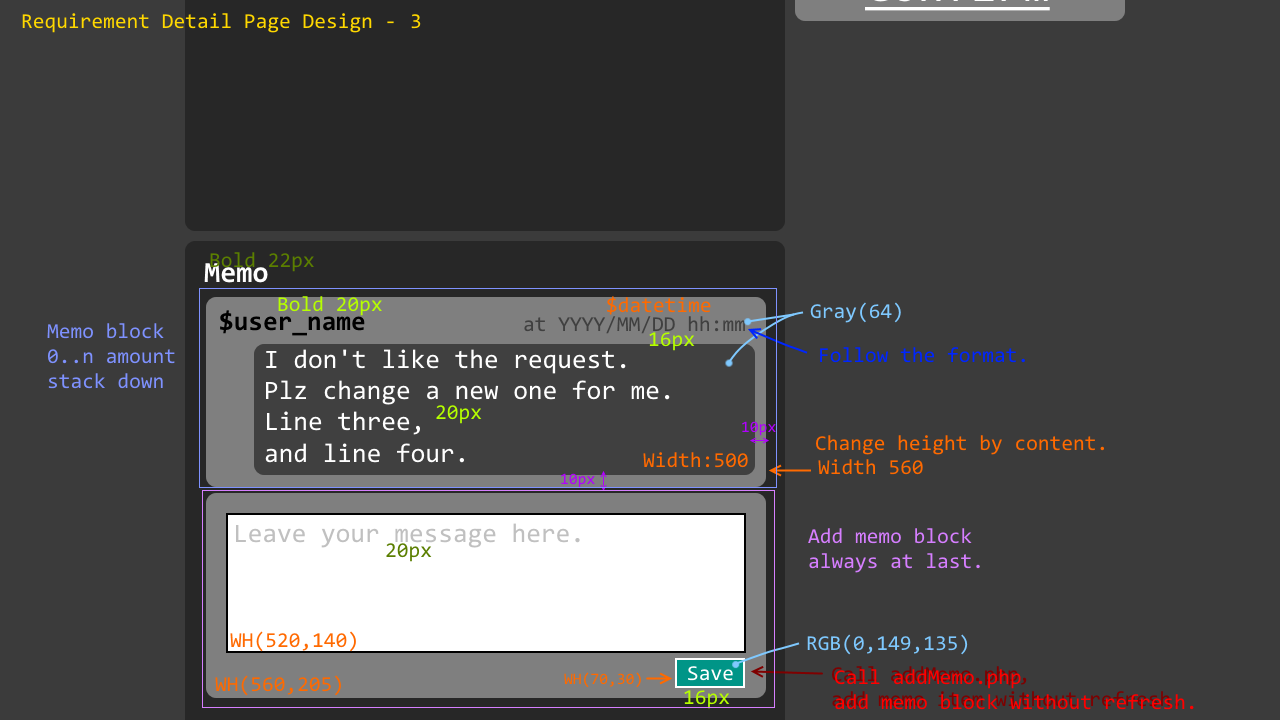 Requirement Detail Page Design - 3
Bold 22px
Memo
Bold 20px
$datetime
$user_name
at YYYY/MM/DD hh:mm
16px
Gray(64)
Memo block
0..n amount
stack down
Follow the format.
I don't like the request.
Plz change a new one for me.
Line three,
20px
and line four.
10px
Width:500
Change height by content.
Width 560
10px
Leave your message here.
20px
Add memo block
always at last.
WH(520,140)
RGB(0,149,135)
Save
WH(70,30)
WH(560,205)
16px
Call addMemo.php,
add memo block without refresh.